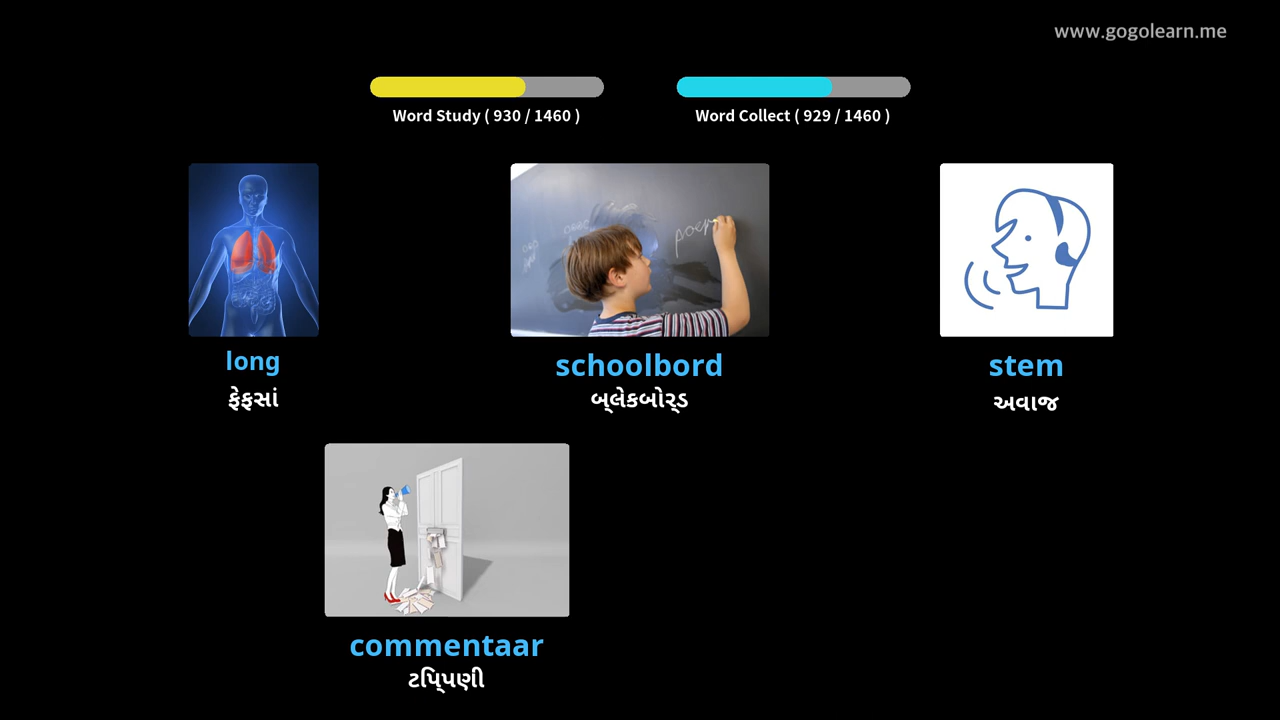 www.gogolearn.me
Word Study ( 930 / 1460 )
Word Collect ( 929 / 1460 )
poem
long
schoolbord
stem
ફેફસાં
બ્લેકબોર્ડ
અવાજ
commentaar
ટિપ્પણી